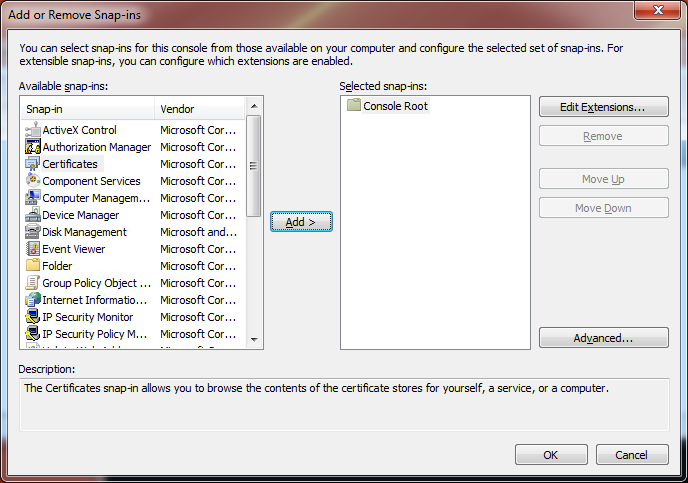 Add or Remove Snap-ins
You can select snap-ins for this console from those available on your computer and configure the selected set of snap-ins. For
extensible snap-ins, you can configure which extensions are enabled.
Available snap-ins:
Snap-in Vendor
ActiveX Control Microsoft Cor...
Authorization Manager Microsoft Cor...
Certificates Microsoft Cor...
Component Services Microsoft Cor...
Computer Managem... Microsoft Cor...
Device Manager Microsoft Cor...
Disk Management Microsoft and...
Event Viewer Microsoft Cor...
Folder Microsoft Cor...
Group Policy Object ... Microsoft Cor...
Internet Informatio... Microsoft Cor...
IP Security Monitor Microsoft Cor...
IP Security Policy M... Microsoft Cor...
Add >
Selected snap-ins:
Console Root
Edit Extensions...
Remove
Move Up
Move Down
Advanced...
Description:
The Certificates snap-in allows you to browse the contents of the certificate stores for yourself, a service, or a computer.
OK Cancel